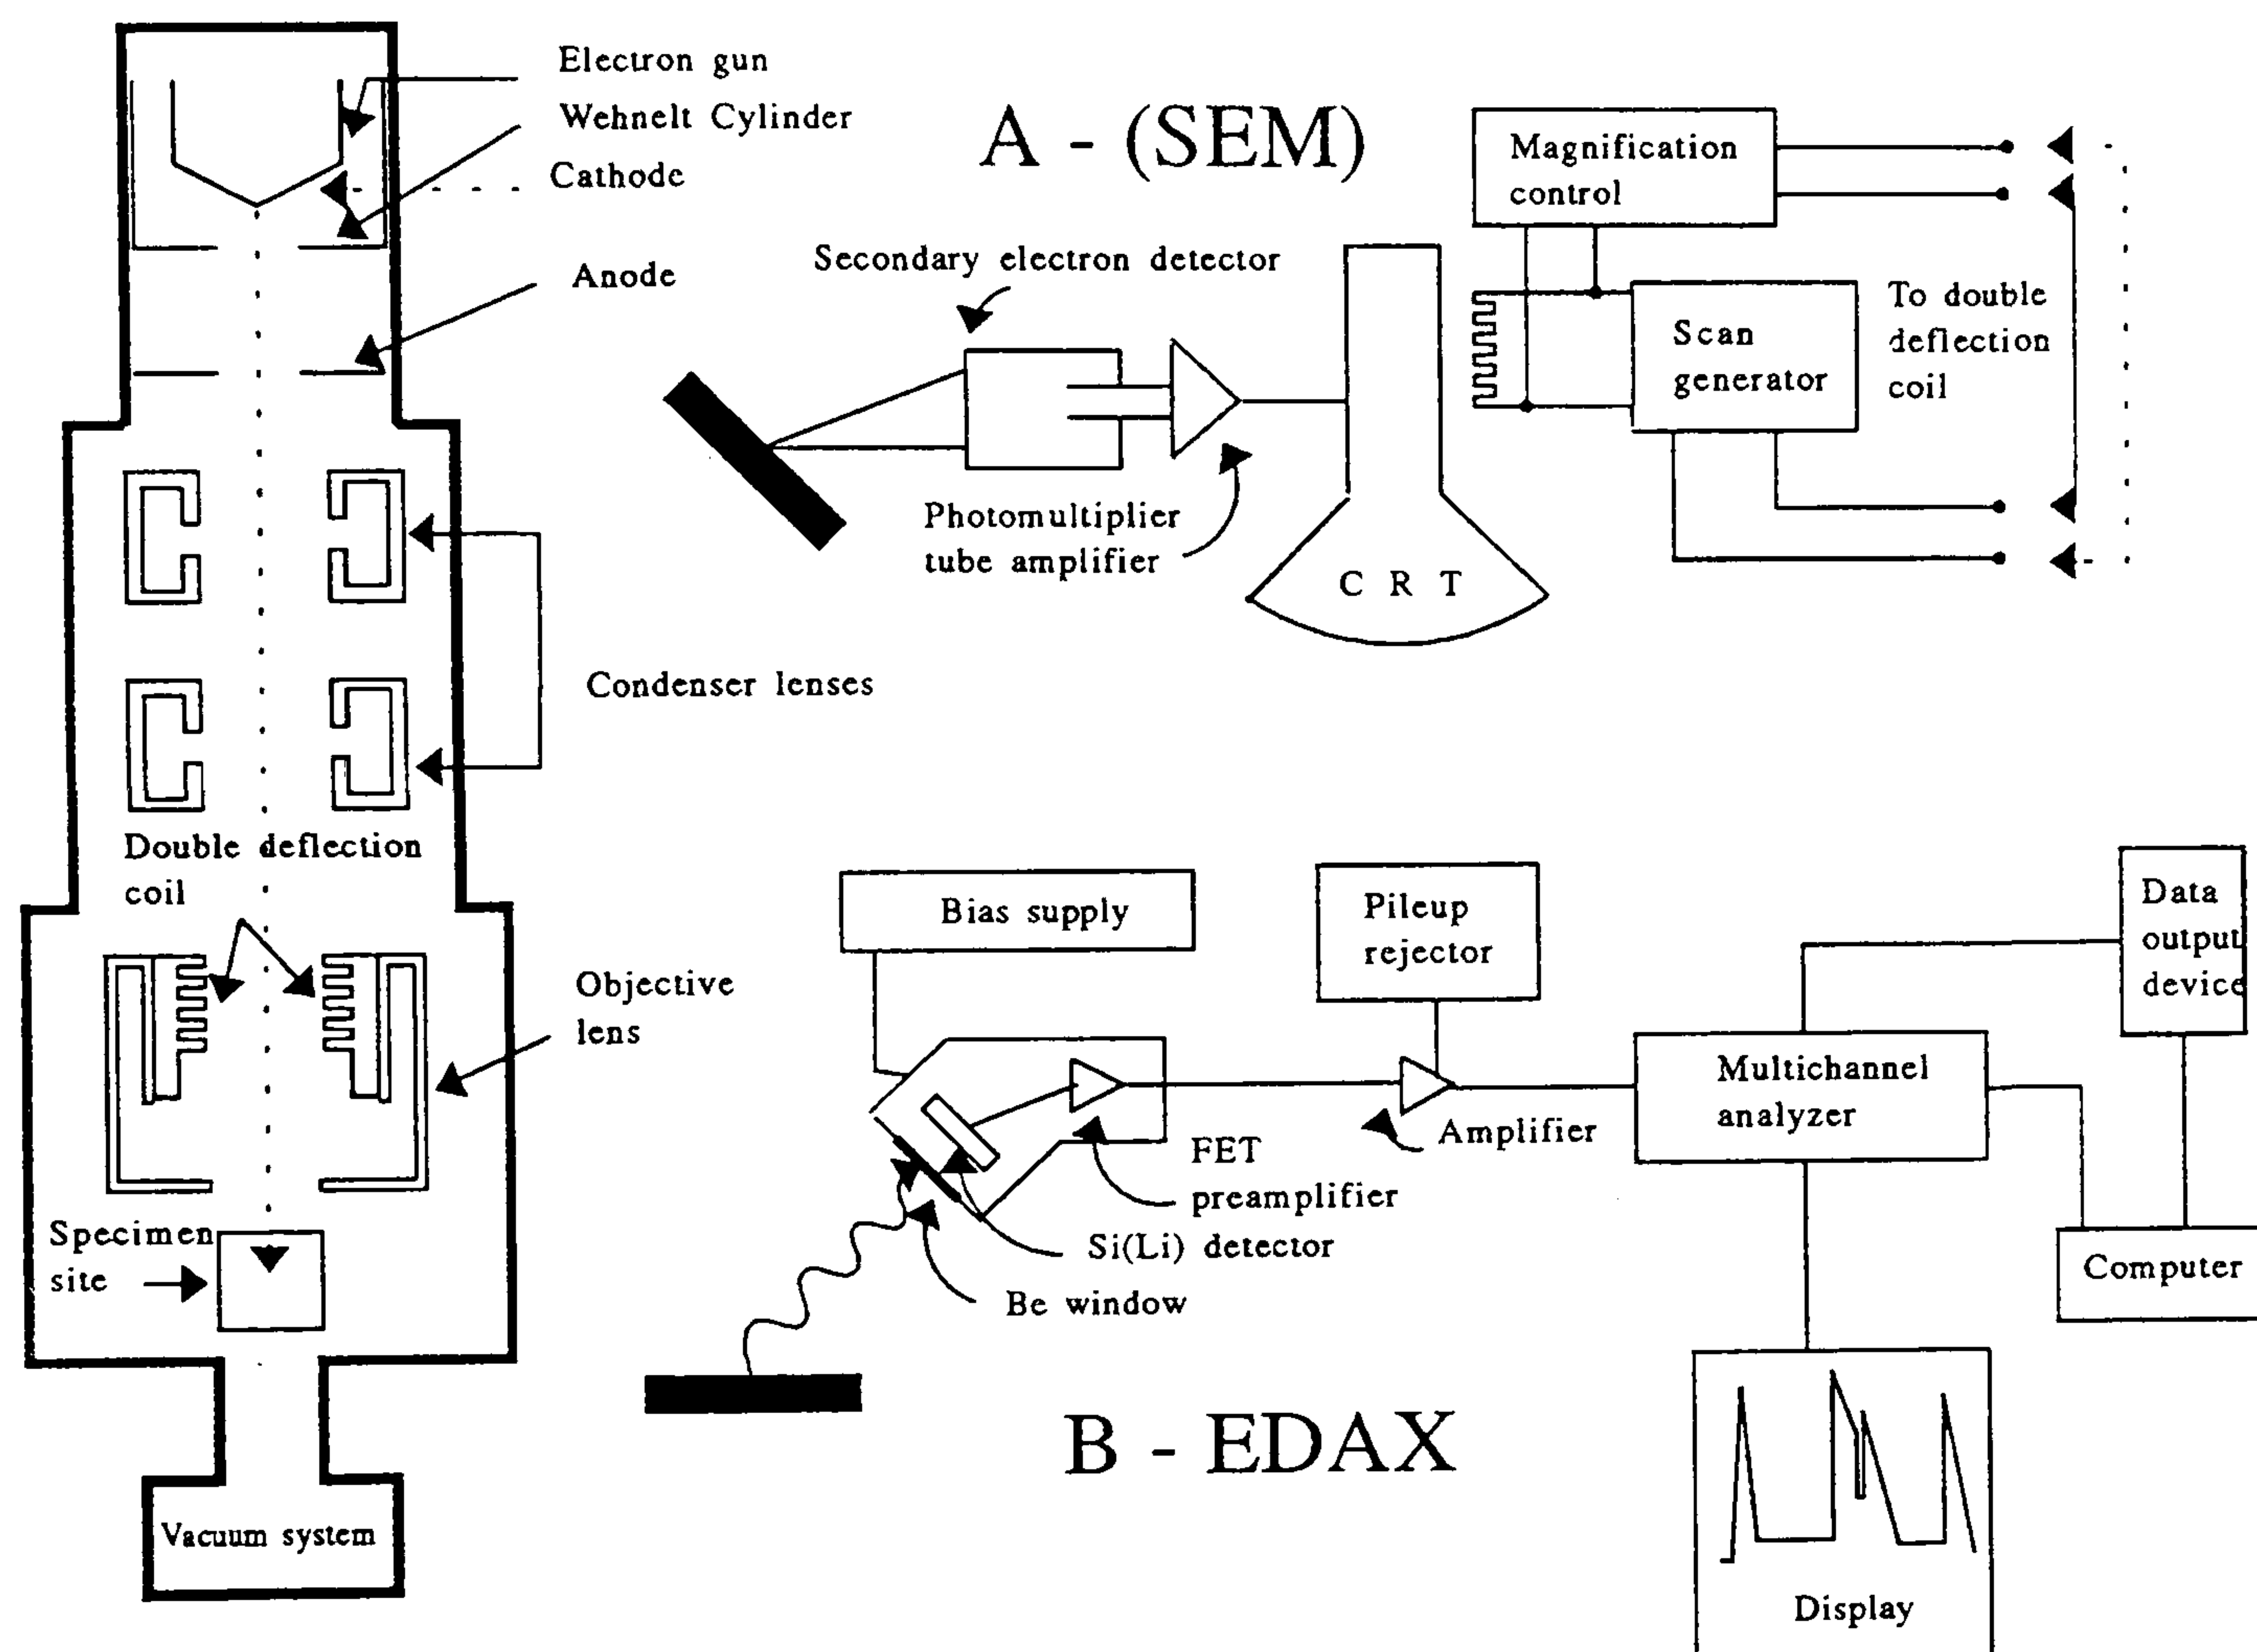 Electron gun
Wehnelt Cylinder
Cathode
Anode
Condenser lenses
Double deflection
coil
Objective
lens
Specimen
site
Vacuum system
A - (SEM)
Secondary electron detector
Photomultiplier
tube amplifier
C R T
Magnification
control
Scan
generator
To double
deflection
coil
Bias supply
Pileup
rejector
Data
output
device
Multichannel
analyzer
Amplifier
FET
preamplifier
Si(Li) detector
Be window
Computer
B - EDAX
Display